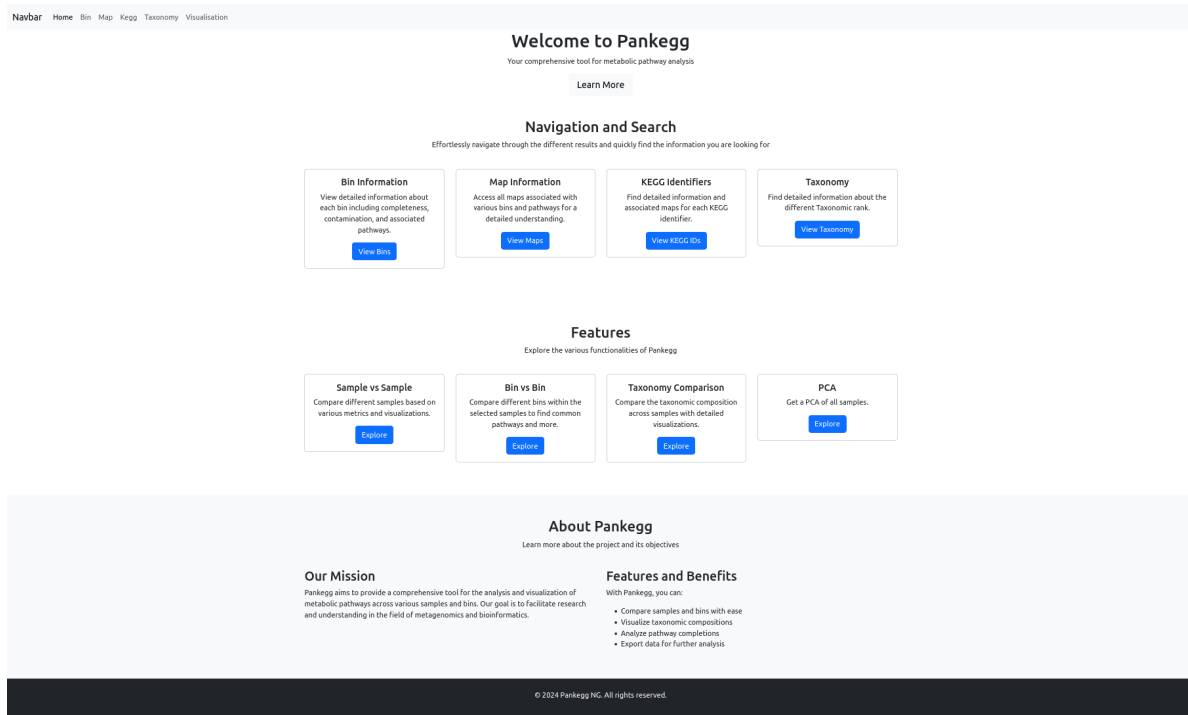 Navbar Home Bin Map Kegg Taxonomy Visualisation
Welcome to Pankegg
Your comprehensive tool for metabolic pathway analysis
Learn More
Navigation and Search
Effortlessly navigate through the different results and quickly find the information you are looking for
Bin Information
View detailed information about
each bin including completeness,
contamination, and associated
pathways.
View Bins
Map Information
Access all maps associated with
various bins and pathways for a
detailed understanding.
View Maps
KEGG Identifiers
Find detailed information and
associated maps for each KEGG
identifier.
View KEGG IDs
Taxonomy
Find detailed information about the
different Taxonomic rank.
View Taxonomy
Features
Explore the various functionalities of Pankegg
Sample vs Sample
Compare different samples based on
various metrics and visualizations.
Explore
Bin vs Bin
Compare different bins within the
selected samples to find common
pathways and more.
Explore
Taxonomy Comparison
Compare the taxonomic composition
across samples with detailed
visualizations.
Explore
PCA
Get a PCA of all samples.
Explore
About Pankegg
Learn more about the project and its objectives
Our Mission
Pankegg aims to provide a comprehensive tool for the analysis and visualization of
metabolic pathways across various samples and bins. Our goal is to facilitate research
and understanding in the field of metagenomics and bioinformatics.
Features and Benefits
With Pankegg, you can:
• Compare samples and bins with ease
• Visualize taxonomic compositions
• Analyze pathway completions
• Export data for further analysis
© 2024 Pankegg NG. All rights reserved.